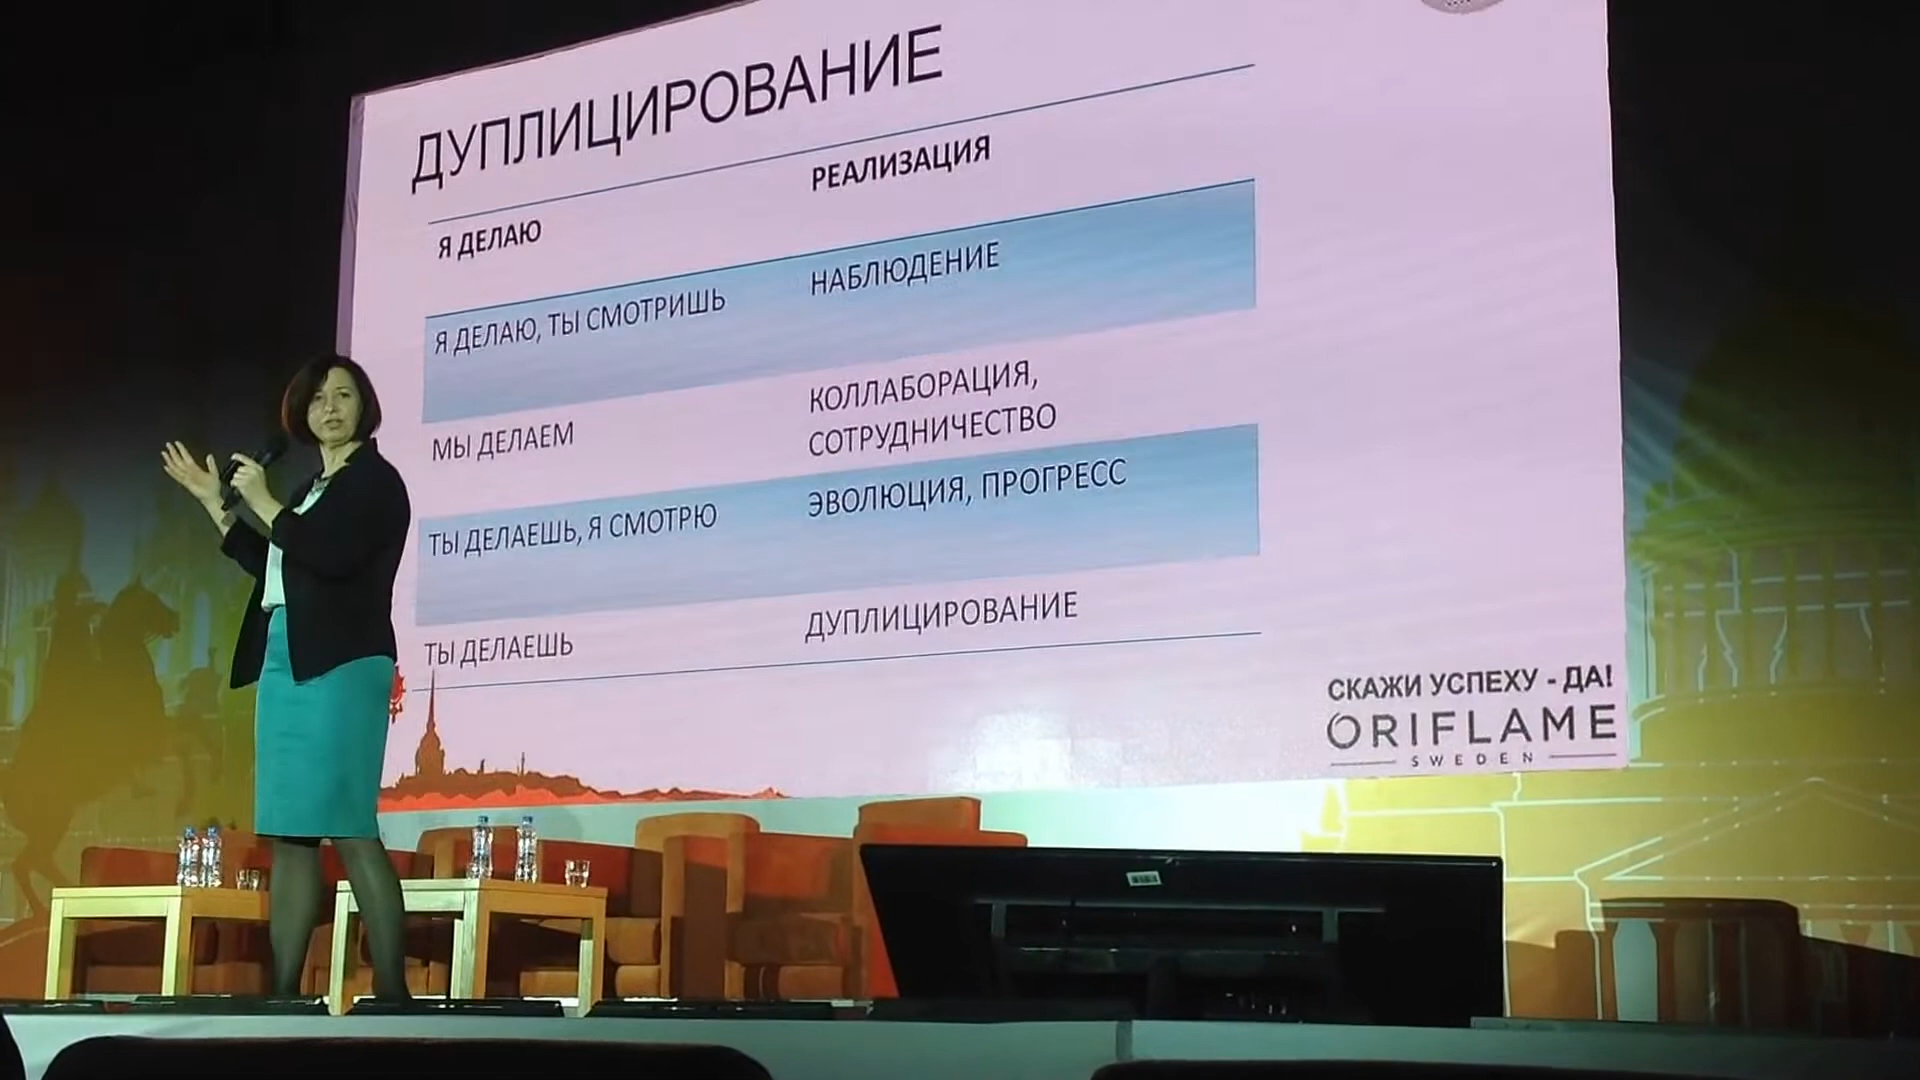 ДУПЛИЦИРОВАНИЕ
Я ДЕЛАЮ
РЕАЛИЗАЦИЯ
Я ДЕЛАЮ, ТЫ СМОТРИШЬ
НАБЛЮДЕНИЕ
МЫ ДЕЛАЕМ
КОЛЛАБОРАЦИЯ,
СОТРУДНИЧЕСТВО
ТЫ ДЕЛАЕШЬ, Я СМОТРЮ
ЭВОЛЮЦИЯ, ПРОГРЕСС
ТЫ ДЕЛАЕШЬ
ДУПЛИЦИРОВАНИЕ
СКАЖИ УСПЕХУ - ДА!
ORIFLAME
SWEDEN